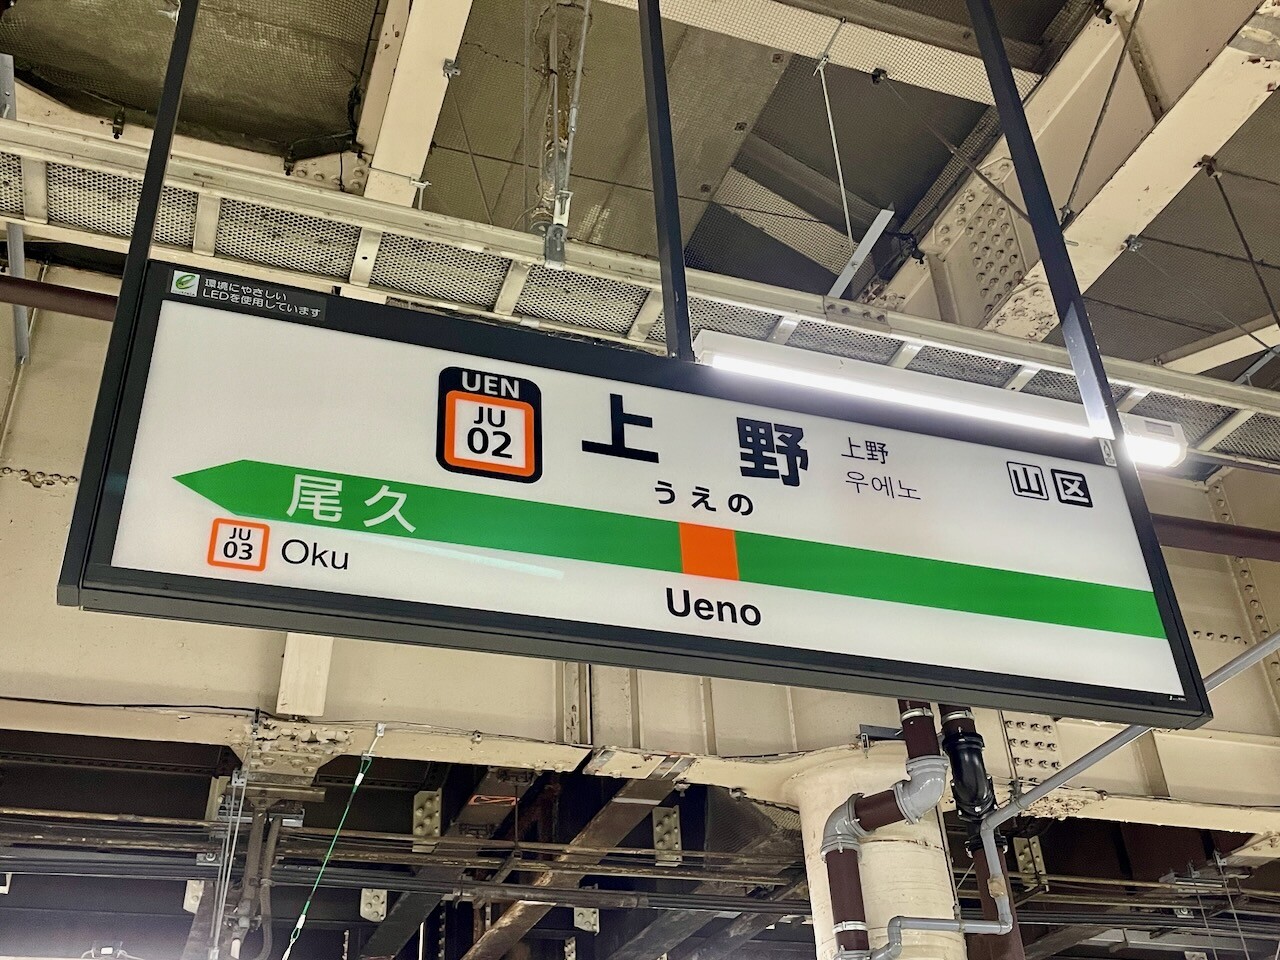 環境にやさしい
LEDを使用しています
UEN
JU
02
上野
うえの
上野
우에노
山区
尾久
JU
03
Oku
Ueno